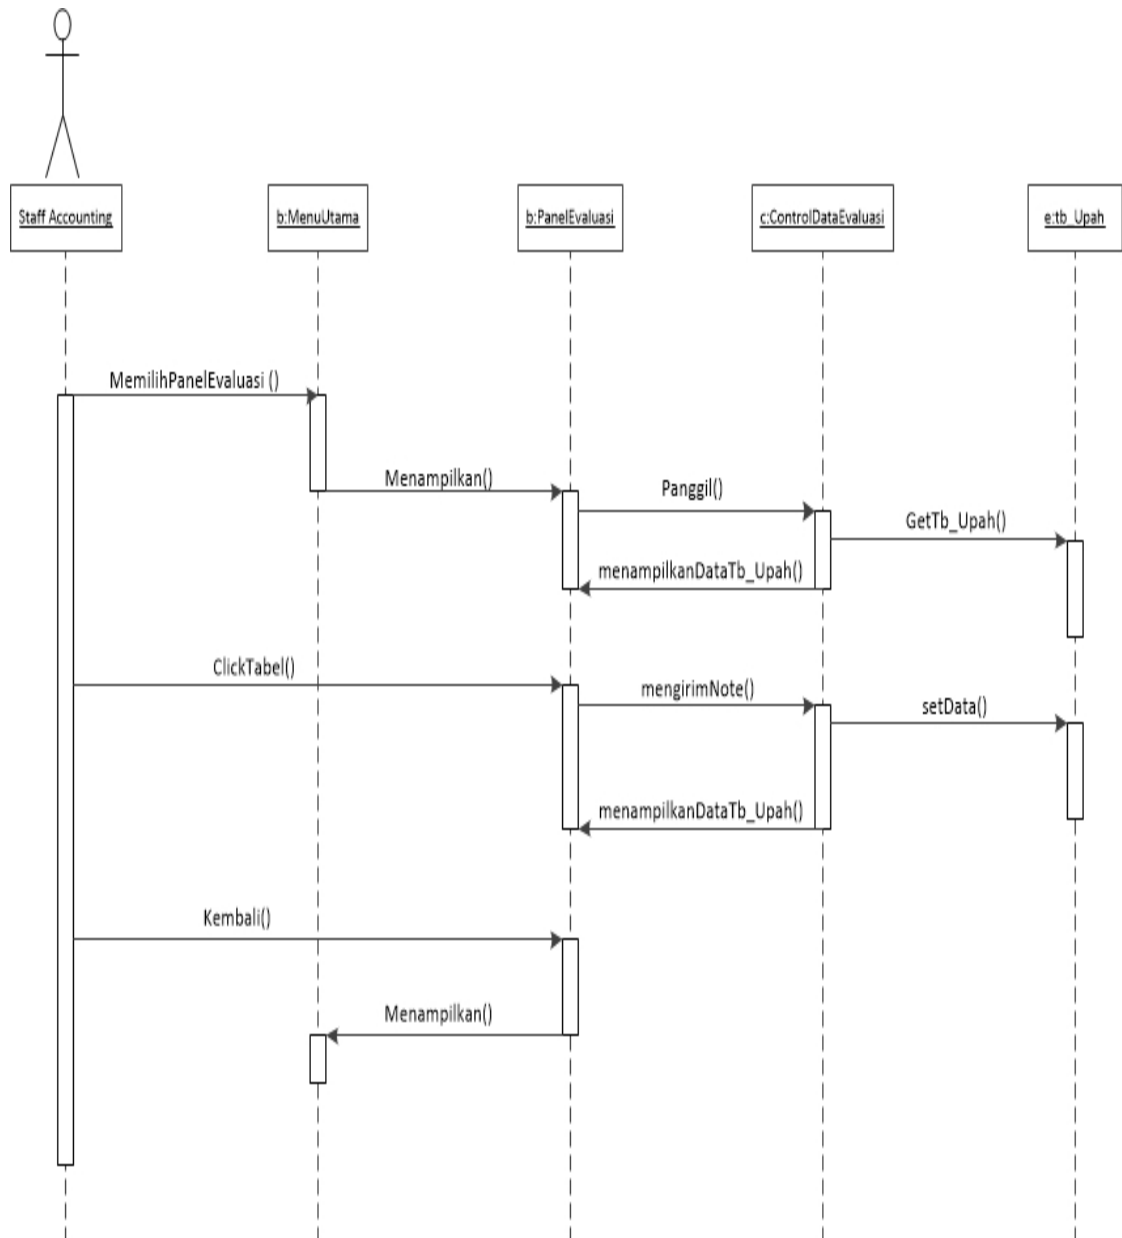 Staff Accounting
b:MenuUtama
b:PanelEvaluasi
c:ControlDataEvaluasi
e:tb_Upah
MemilihPanelEvaluasi ()
Menampilkan()
Panggil()
GetTb_Upah()
menampilkanDataTb_Upah()
ClickTabel()
mengirimNote()
setData()
menampilkanDataTb_Upah()
Kembali()
Menampilkan()